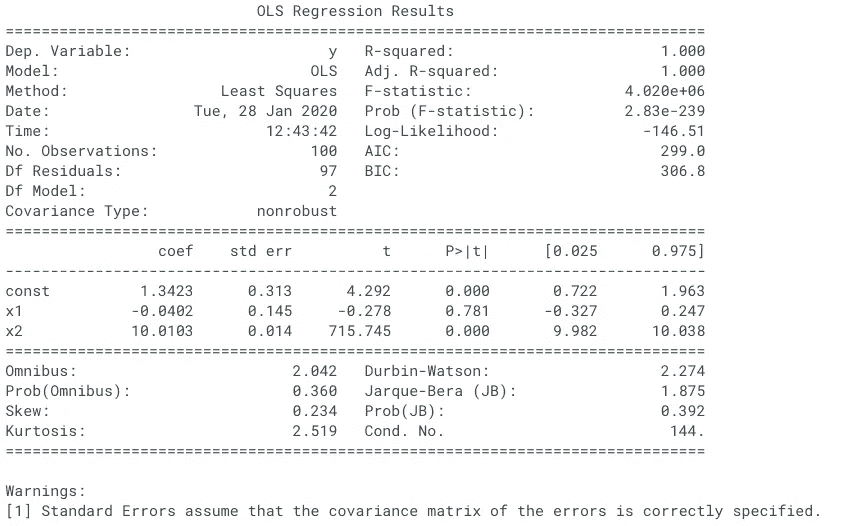 OLS Regression Results
==============================================================================
Dep. Variable:                      y   R-squared:                       1.000
Model:                            OLS   Adj. R-squared:                  1.000
Method:                 Least Squares   F-statistic:                 4.020e+06
Date:                Tue, 28 Jan 2020   Prob (F-statistic):          2.83e-239
Time:                        12:43:42   Log-Likelihood:                -146.51
No. Observations:                 100   AIC:                             299.0
Df Residuals:                      97   BIC:                             306.8
Df Model:                           2
Covariance Type:            nonrobust
==============================================================================
                 coef    std err          t      P>|t|      [0.025      0.975]
------------------------------------------------------------------------------
const          1.3423      0.313      4.292      0.000       0.722       1.963
x1            -0.0402      0.145     -0.278      0.781      -0.327       0.247
x2            10.0103      0.014    715.745      0.000       9.982      10.038
==============================================================================
Omnibus:                        2.042   Durbin-Watson:                   2.274
Prob(Omnibus):                  0.360   Jarque-Bera (JB):                1.875
Skew:                           0.234   Prob(JB):                        0.392
Kurtosis:                       2.519   Cond. No.                         144.
==============================================================================
Warnings:
[1] Standard Errors assume that the covariance matrix of the errors is correctly specified.